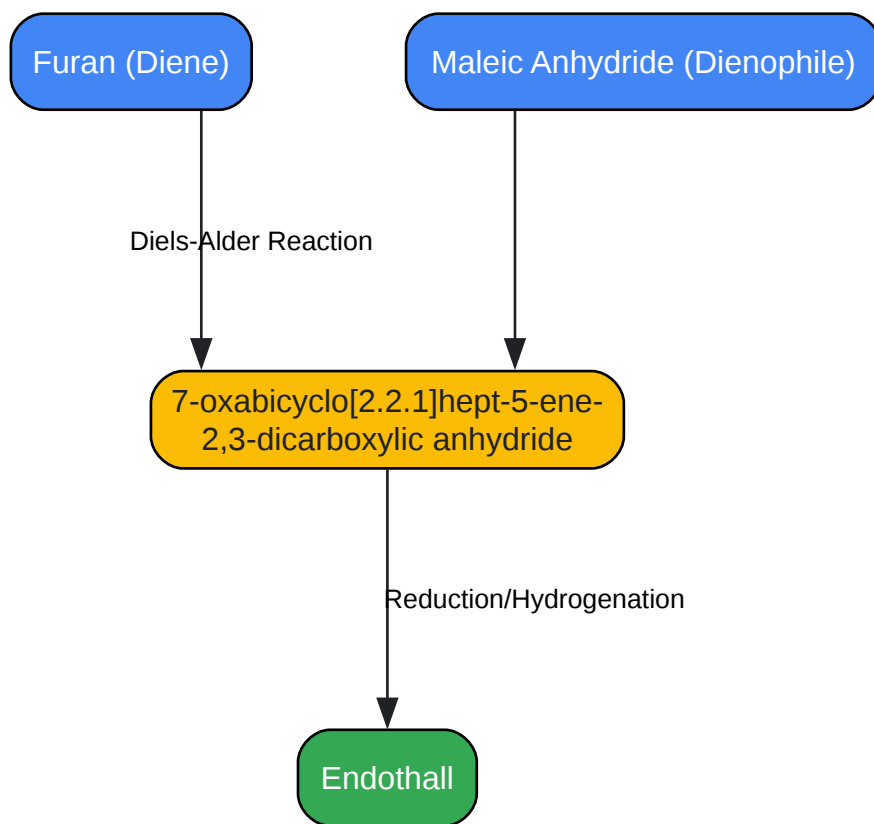 Furan (Diene)
Maleic Anhydride (Dienophile)
Diels-Alder Reaction
7-oxabicyclo[2.2.1]hept-5-ene-
2,3-dicarboxylic anhydride
Reduction/Hydrogenation
Endothall